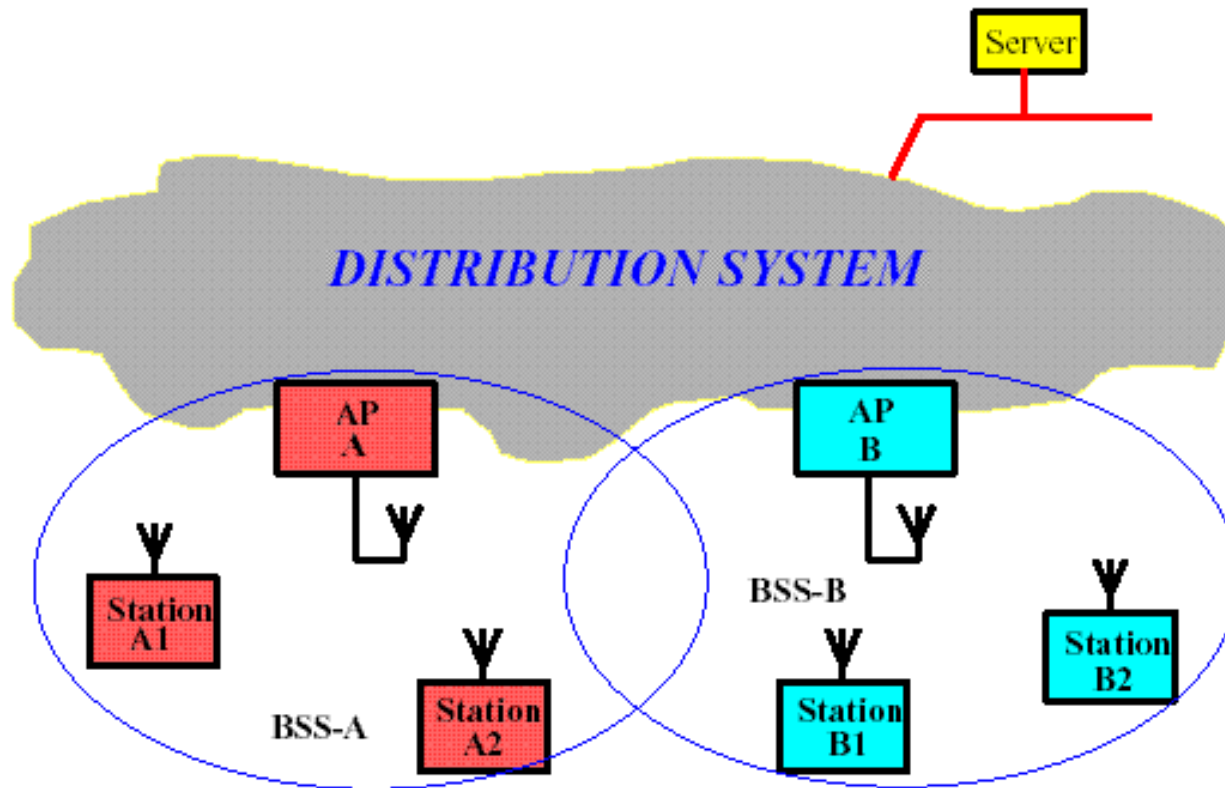 Server
DISTRIBUTION SYSTEM
AP
A
AP
B
Station
A1
BSS-A
Station
A2
BSS-B
Station
B1
Station
B2